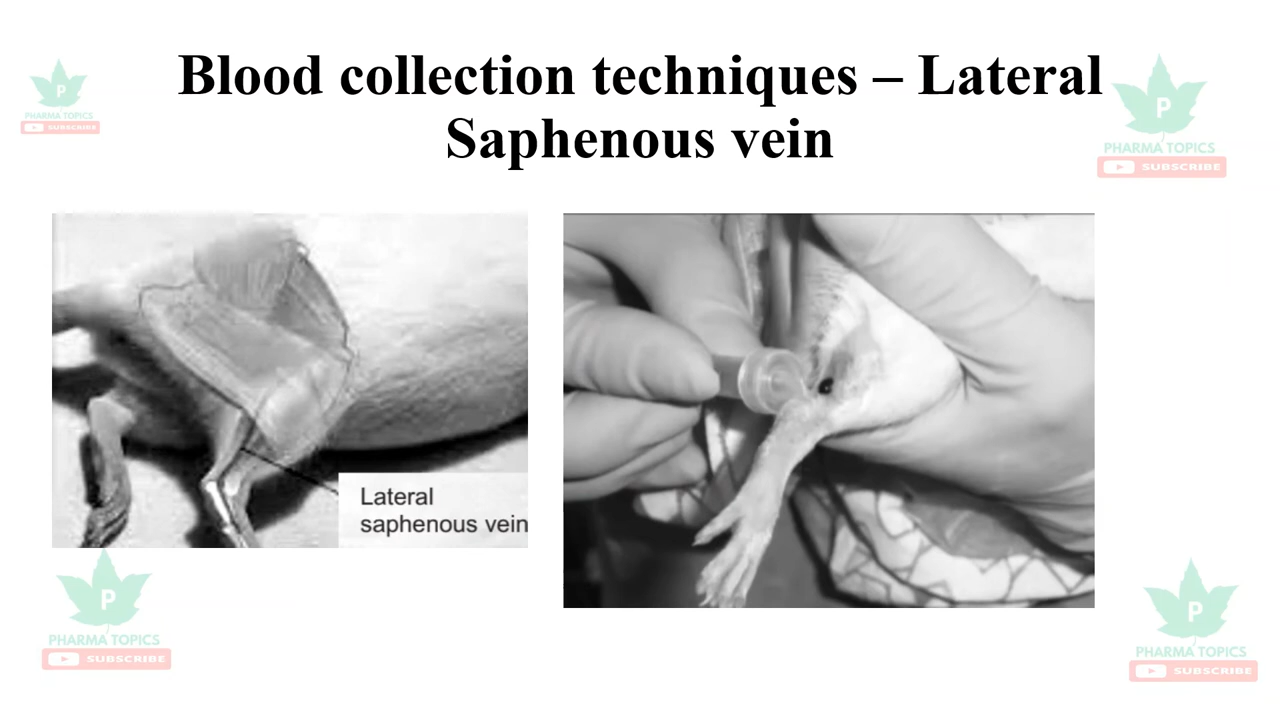 Blood collection techniques – Lateral
Saphenous vein
P
PHARMA TOPICS
SUBSCRIBE
P
PHARMA TOPICS
SUBSCRIBE
Lateral
saphenous vein
P
PHARMA TOPICS
SUBSCRIBE
P
PHARMA TOPICS
SUBSCRIBE